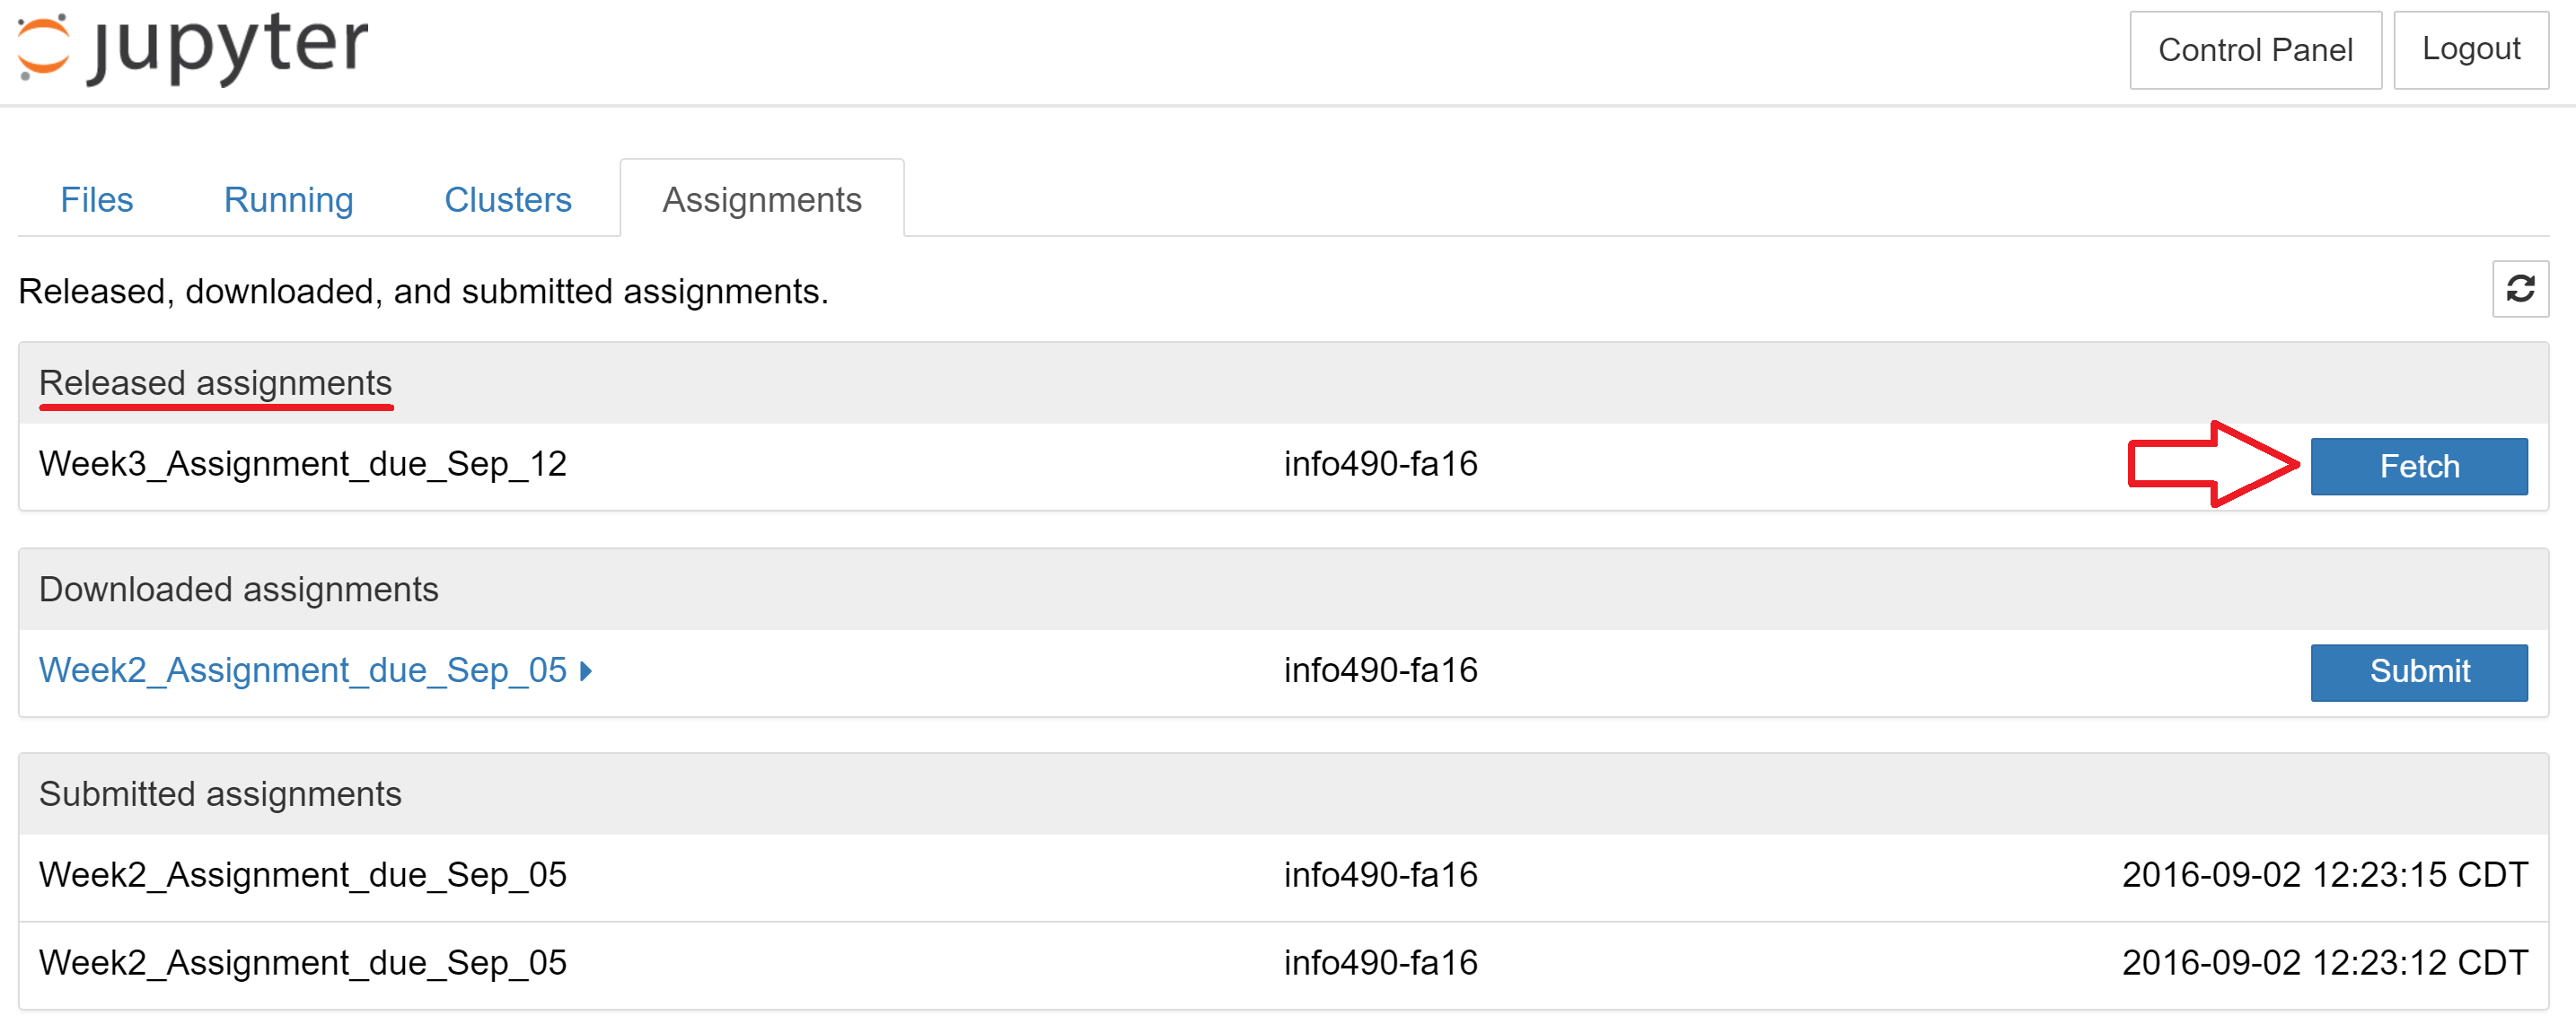 jupyter
Control Panel Logout
Files Running Clusters Assignments
Released, downloaded, and submitted assignments.
Released assignments
Week3_Assignment_due_Sep_12 info490-fa16 Fetch
Downloaded assignments
Week2_Assignment_due_Sep_05 info490-fa16 Submit
Submitted assignments
Week2_Assignment_due_Sep_05 info490-fa16 2016-09-02 12:23:15 CDT
Week2_Assignment_due_Sep_05 info490-fa16 2016-09-02 12:23:12 CDT